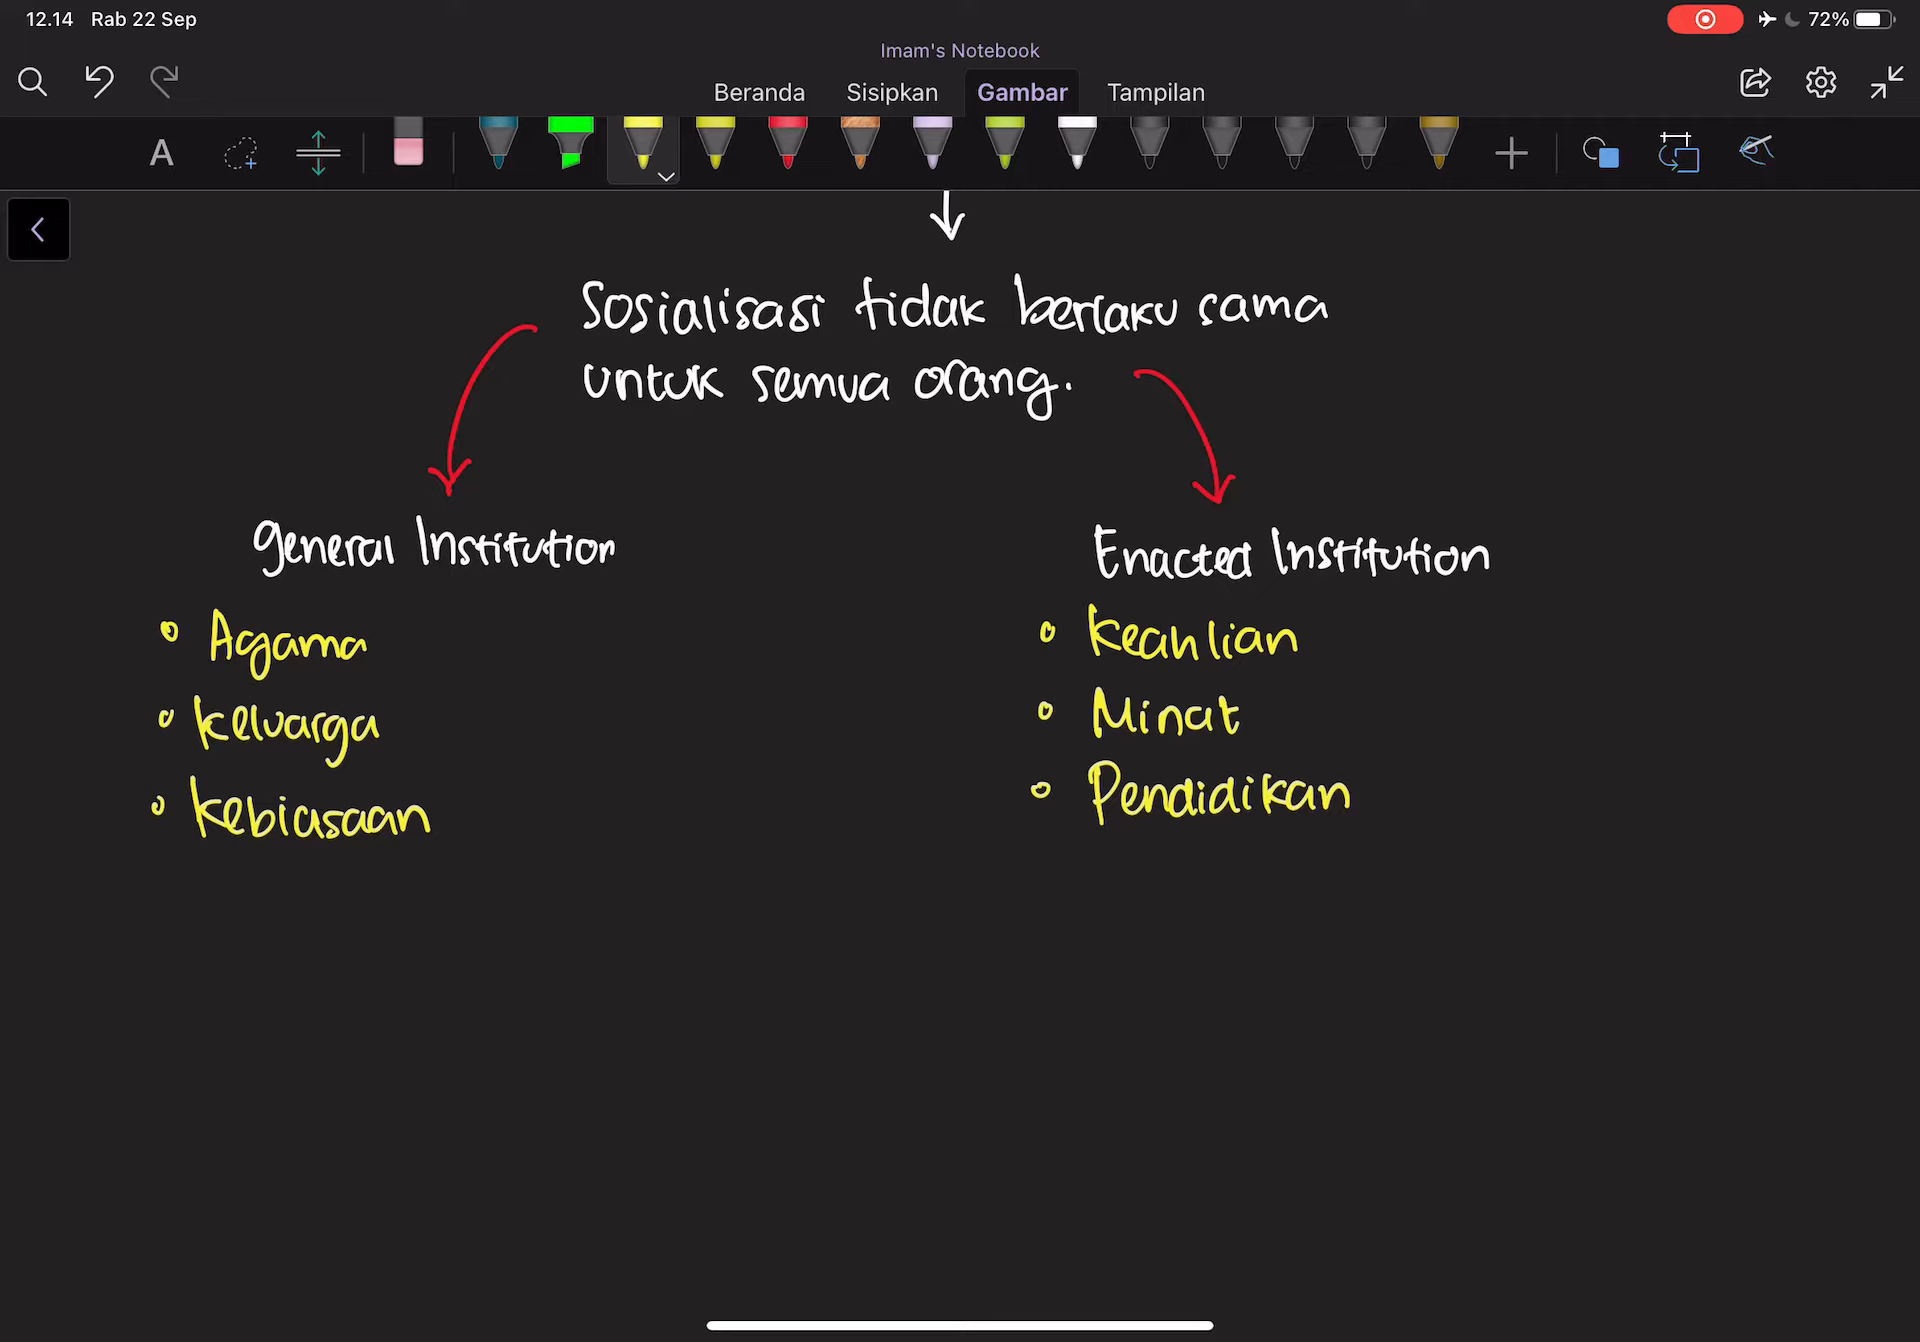 12.14 Rab 22 Sep
72%
Imam's Notebook
Beranda Sisipkan Gambar Tampilan
A
Sosialisasi tidak berlaku sama
untuk semua orang.
General Institution
Enacted Institution
Agama
Keluarga
Kebiasaan
Keahlian
Minat
Pendidikan